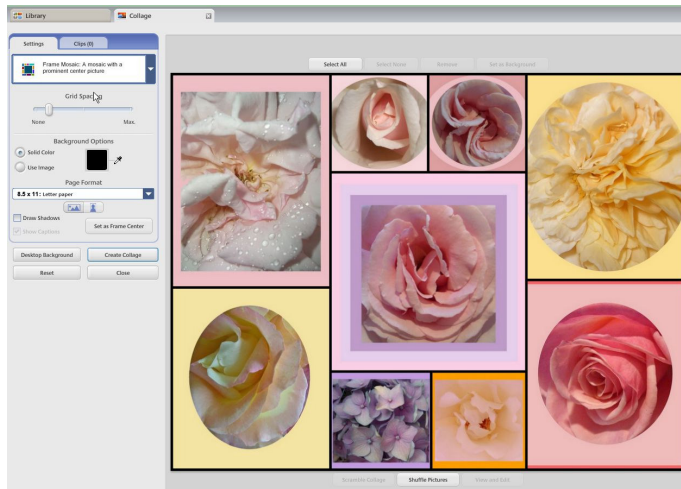 Library
Collage
Settings
Clips (0)
Frame Mosaic: A mosaic with a
prominent center picture
Grid Spacing
None
Max.
Background Options
Solid Color
Use Image
Page Format
8.5 x 11: Letter paper
Draw Shadows
Show Captions
Set as Frame Center
Desktop Background
Create Collage
Reset
Close
Select All
Select None
Remove
Set as Background
Scramble Collage
Shuffle Pictures
View and Edit